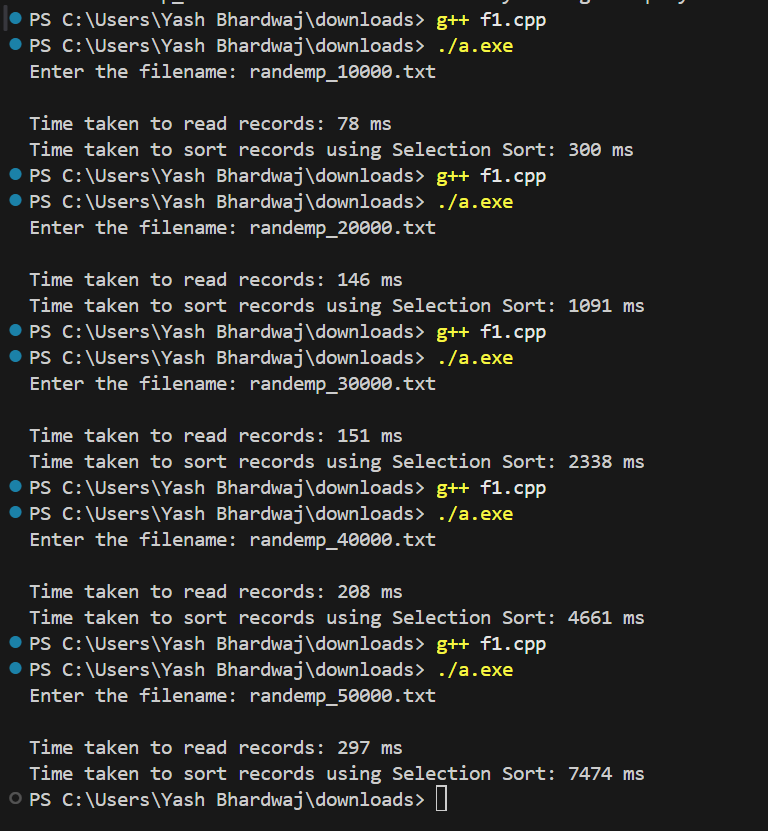 PS C:\Users\Yash Bhardwaj\downloads> g++ f1.cpp
PS C:\Users\Yash Bhardwaj\downloads> ./a.exe
Enter the filename: randemp_10000.txt
Time taken to read records: 78 ms
Time taken to sort records using Selection Sort: 300 ms
PS C:\Users\Yash Bhardwaj\downloads> g++ f1.cpp
PS C:\Users\Yash Bhardwaj\downloads> ./a.exe
Enter the filename: randemp_20000.txt
Time taken to read records: 146 ms
Time taken to sort records using Selection Sort: 1091 ms
PS C:\Users\Yash Bhardwaj\downloads> g++ f1.cpp
PS C:\Users\Yash Bhardwaj\downloads> ./a.exe
Enter the filename: randemp_30000.txt
Time taken to read records: 151 ms
Time taken to sort records using Selection Sort: 2338 ms
PS C:\Users\Yash Bhardwaj\downloads> g++ f1.cpp
PS C:\Users\Yash Bhardwaj\downloads> ./a.exe
Enter the filename: randemp_40000.txt
Time taken to read records: 208 ms
Time taken to sort records using Selection Sort: 4661 ms
PS C:\Users\Yash Bhardwaj\downloads> g++ f1.cpp
PS C:\Users\Yash Bhardwaj\downloads> ./a.exe
Enter the filename: randemp_50000.txt
Time taken to read records: 297 ms
Time taken to sort records using Selection Sort: 7474 ms
PS C:\Users\Yash Bhardwaj\downloads>